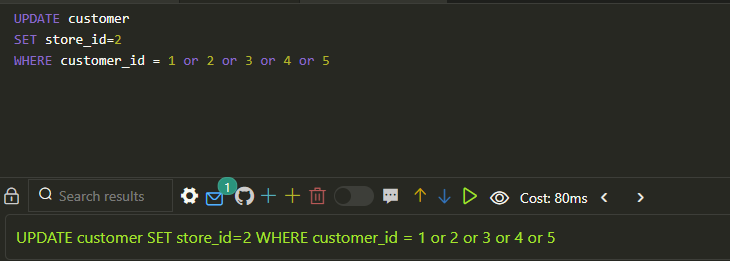 UPDATE customer
SET store_id=2
WHERE customer_id = 1 or 2 or 3 or 4 or 5
Search results
1
Cost: 80ms
UPDATE customer SET store_id=2 WHERE customer_id = 1 or 2 or 3 or 4 or 5